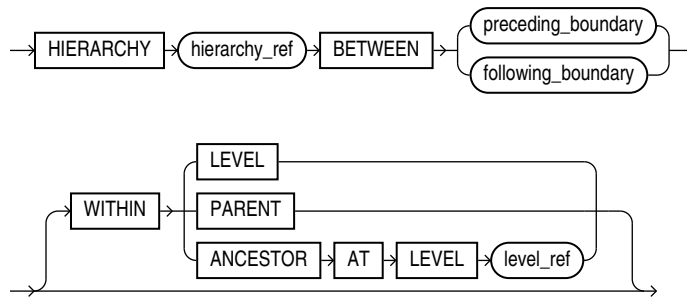 HIERARCHY hierarchy_ref BETWEEN preceding_boundary
following_boundary
LEVEL
WITHIN PARENT
ANCESTOR AT LEVEL level_ref